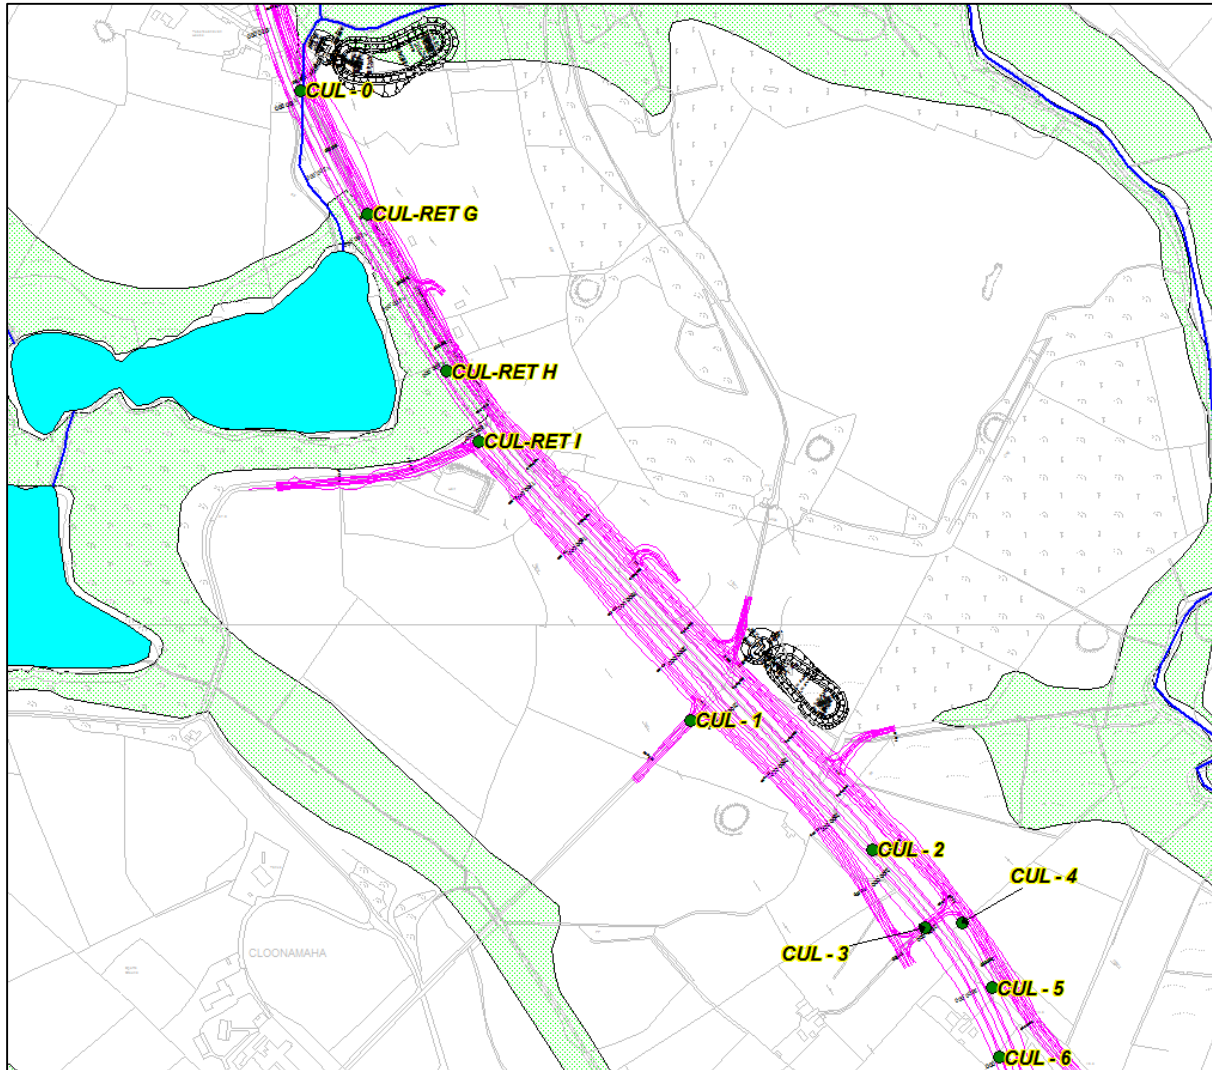 CUL - 0
CUL-RET G
CUL-RET H
CUL-RET I
CUL - 1
CUL - 2
CUL - 4
CUL - 3
CLOONAMAHA
CUL - 5
CUL - 6